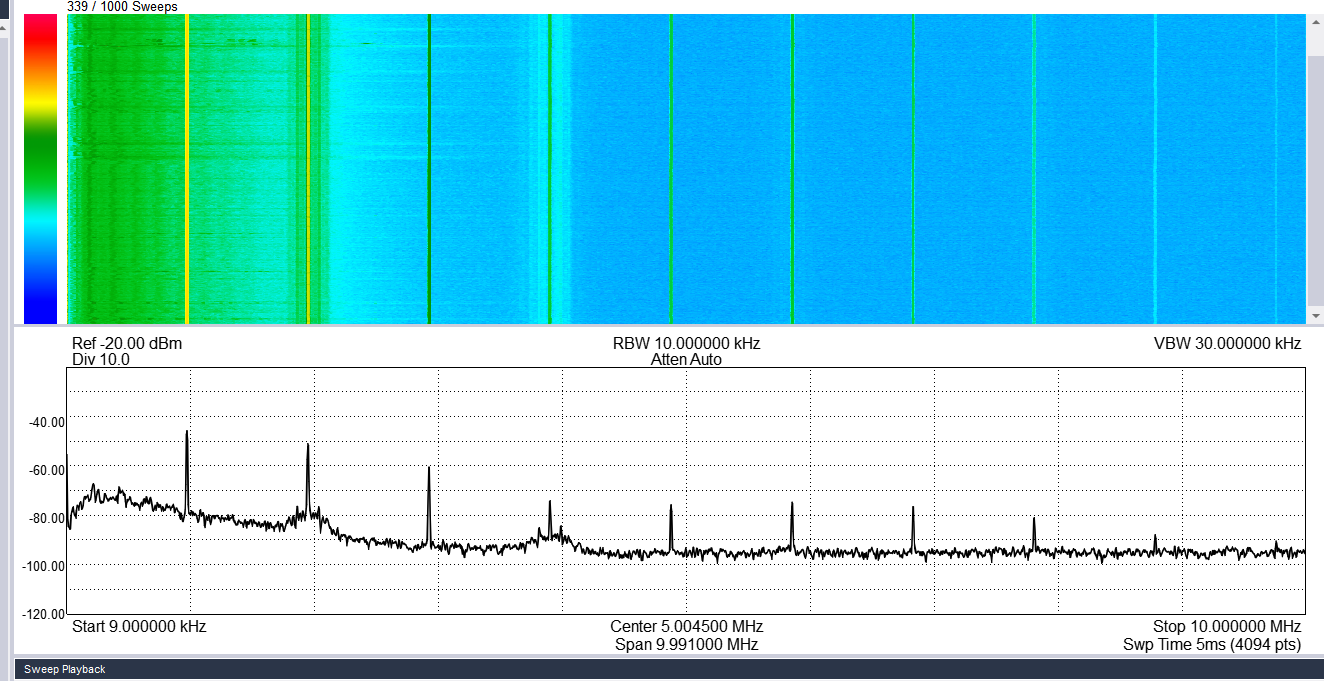 339 / 1000 Sweeps
Ref -20.00 dBm
RBW 10.000000 kHz
VBW 30.000000 kHz
Div 10.0
Atten Auto
-40.00
-60.00
-80.00
-100.00
-120.00
Start 9.000000 kHz
Center 5.004500 MHz
Stop 10.000000 MHz
Span 9.991000 MHz
Swp Time 5ms (4094 pts)
Sweep Playback